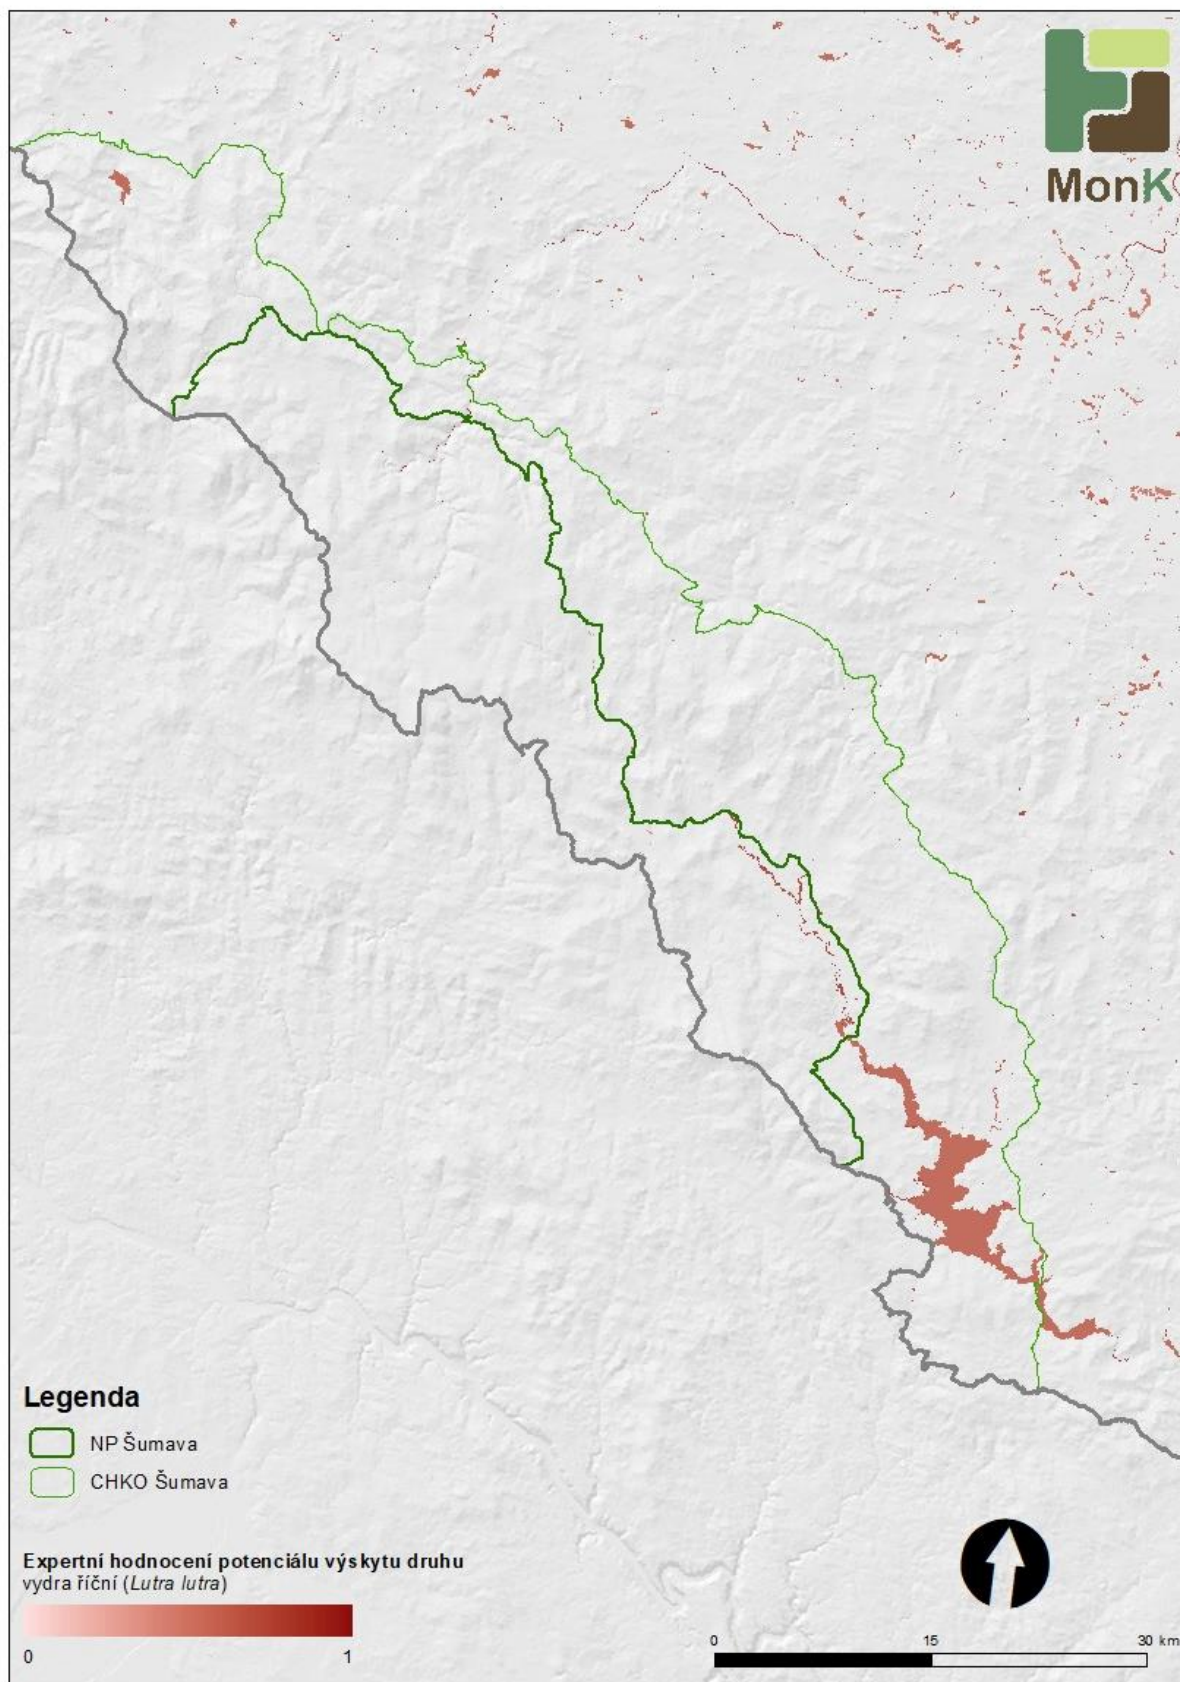 MonK
Legenda
NP Šumava
CHKO Šumava
Expertní hodnocení potenciálu výskytu druhu
vydra říční (Lutra lutra)
0 1
0 15 30 km